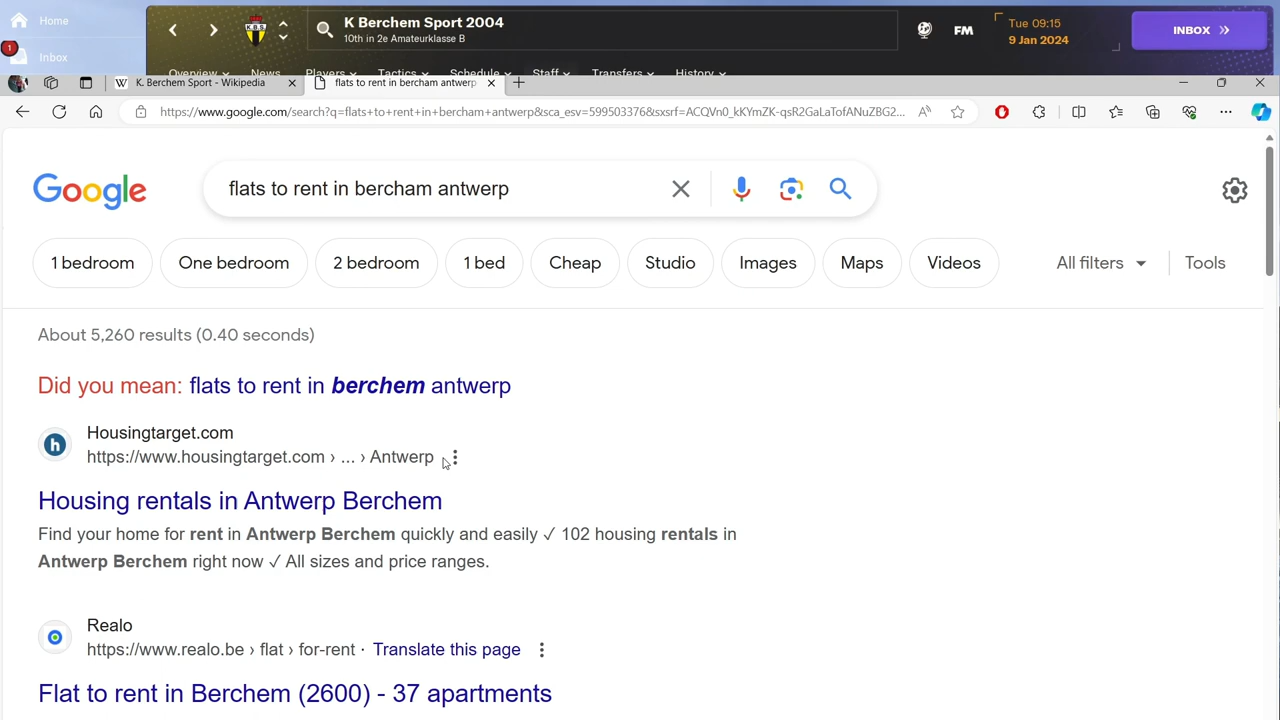 Home
K Berchem Sport 2004
10th in 2e Amateurklasse B
FM
Tue 09:15
9 Jan 2024
INBOX
1
Inbox
Overview
News
Players
Tactics
Schedule
Staff
Transfers
History
K. Berchem Sport - Wikipedia
flats to rent in bercham antwerp
https://www.google.com/search?q=flats+to+rent+in+bercham+antwerp&sca_esv=599503376&sxsrf=ACQVn0_kKYmZK-qsR2GaLaTofANuZBG2...
Google
flats to rent in bercham antwerp
1 bedroom
One bedroom
2 bedroom
1 bed
Cheap
Studio
Images
Maps
Videos
All filters
Tools
About 5,260 results (0.40 seconds)
Did you mean: flats to rent in berchem antwerp
h
Housingtarget.com
https://www.housingtarget.com › ... › Antwerp
Housing rentals in Antwerp Berchem
Find your home for rent in Antwerp Berchem quickly and easily ✓ 102 housing rentals in
Antwerp Berchem right now ✓ All sizes and price ranges.
Realo
https://www.realo.be › flat › for-rent · Translate this page
Flat to rent in Berchem (2600) - 37 apartments